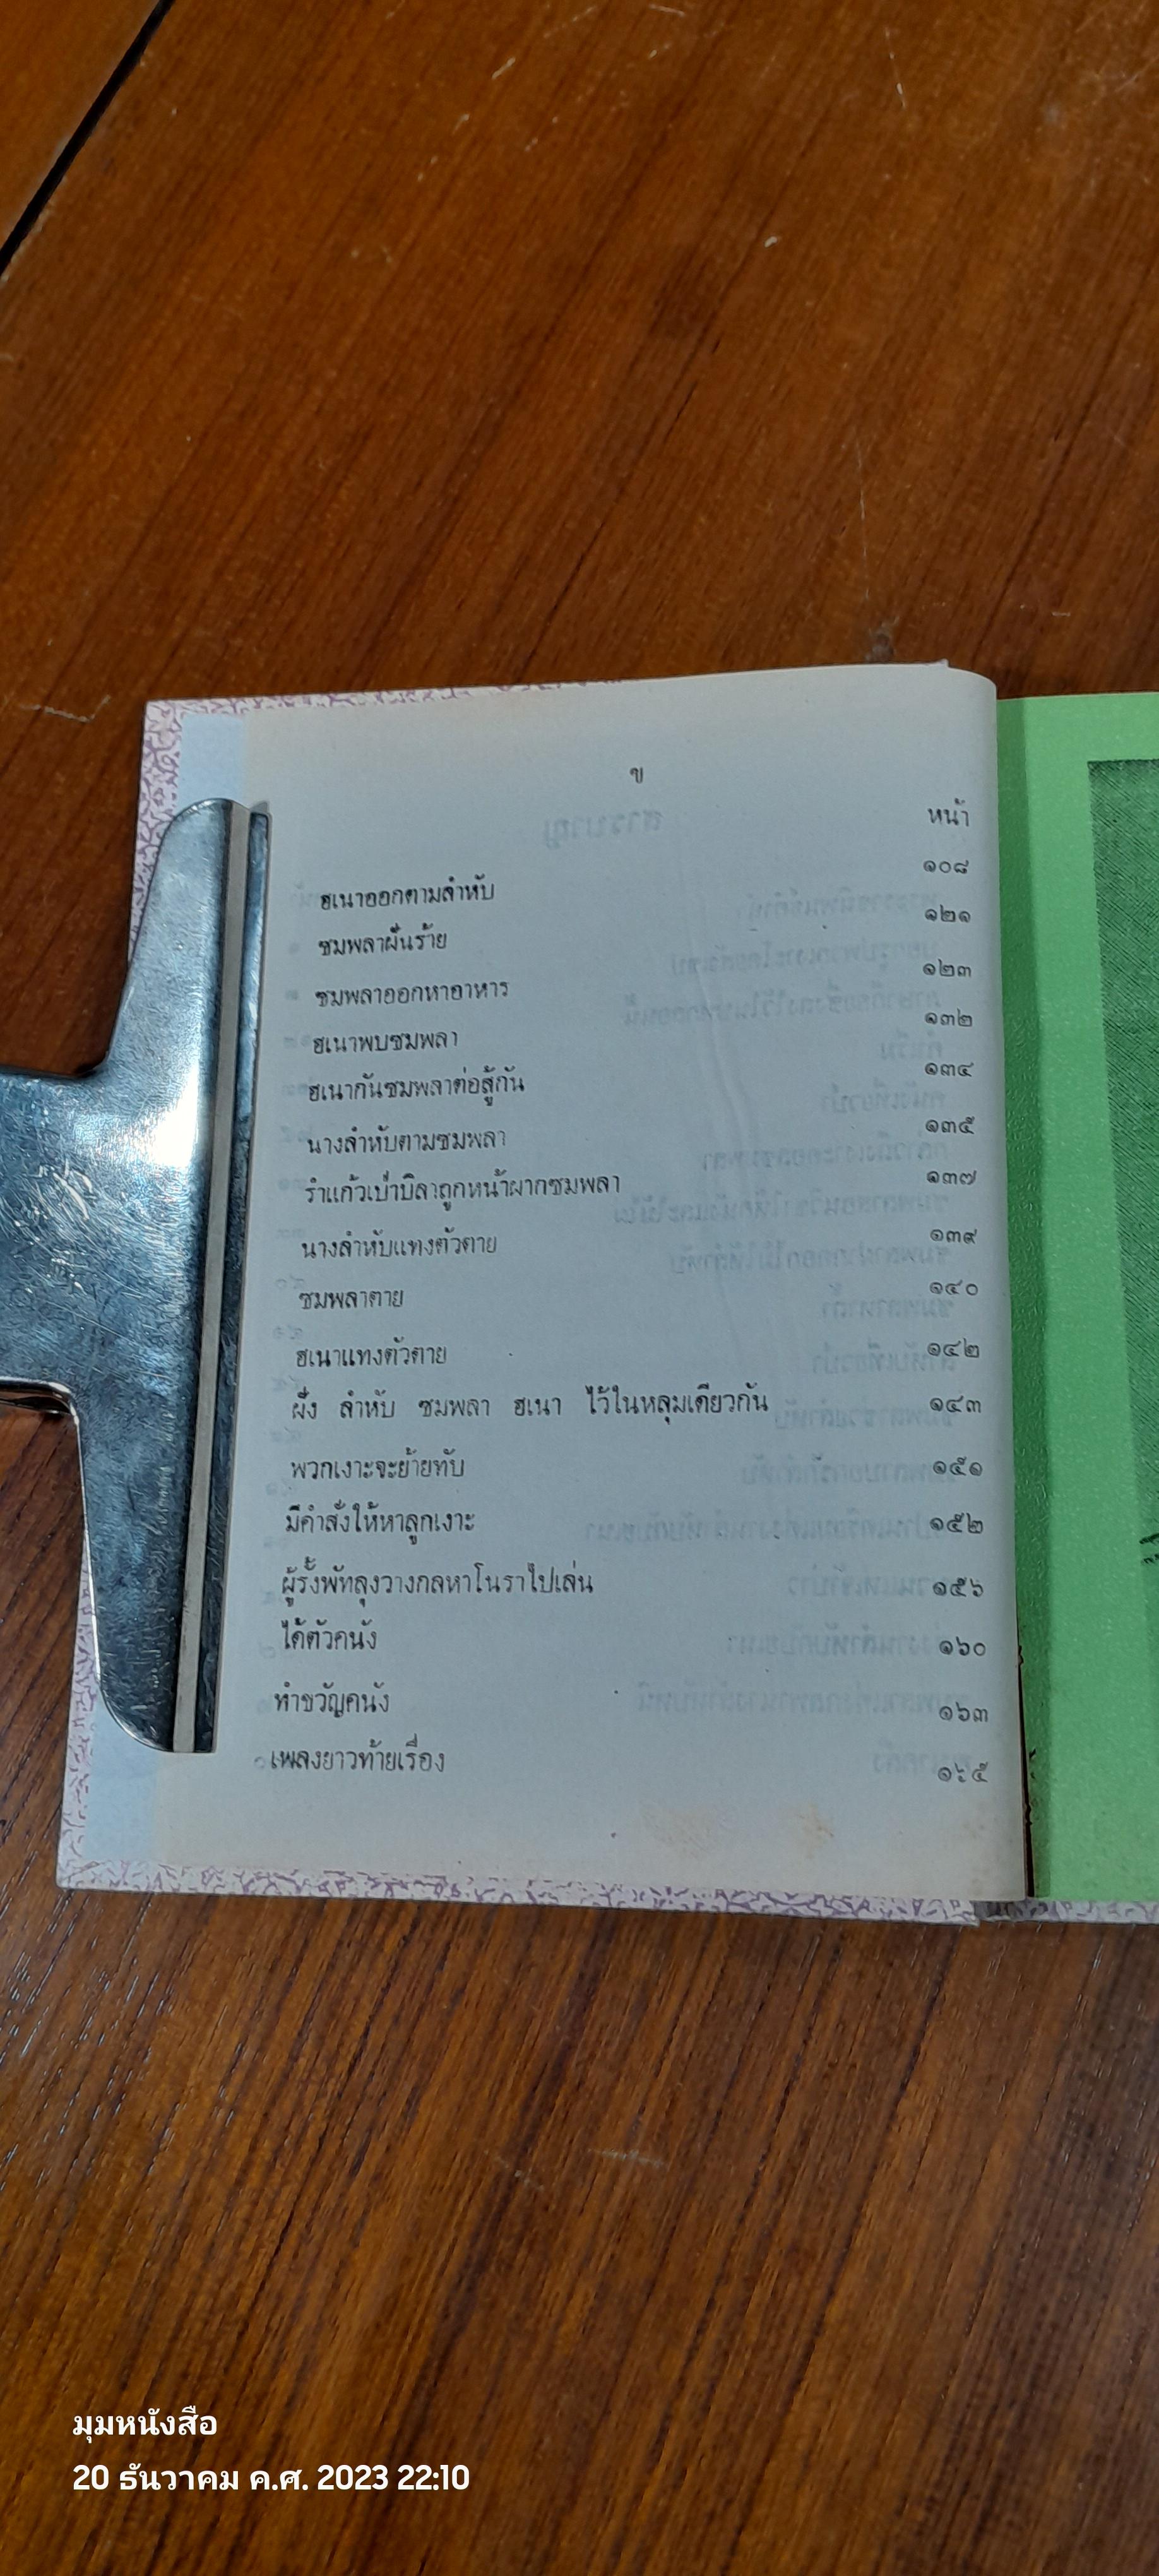 ข
หน้า
ฮเนาออกตามลำหับ ๑๐๘
ซมพลาฝันร้าย ๑๒๑
ซมพลาออกหาอาหาร ๑๒๓
ฮเนาพบซมพลา ๑๓๒
ฮเนากันซมพลาต่อสู้กัน ๑๓๔
นางลำหับตามซมพลา ๑๓๕
รำแก้วเป่าบิลาถูกหน้าผากซมพลา ๑๓๗
นางลำหับแทงตัวตาย ๑๓๙
ซมพลาตาย ๑๔๐
ฮเนาแทงตัวตาย ๑๔๒
ผึ่ง ลำหับ ซมพลา ฮเนา ไว้ในหลุมเดียวกัน ๑๔๓
พวกเงาะจะย้ายทับ ๑๕๑
มีคำสั่งให้หาลูกเงาะ ๑๕๒
ผู้รั้งพัทลุงวางกลหาโนราไปเล่น ๑๕๖
ได้ตัวคนัง ๑๖๐
ทำขวัญคนัง ๑๖๓
เพลงยาวท้ายเรื่อง ๑๖๕
มุมหนังสือ
20 ธันวาคม ค.ศ. 2023 22:10